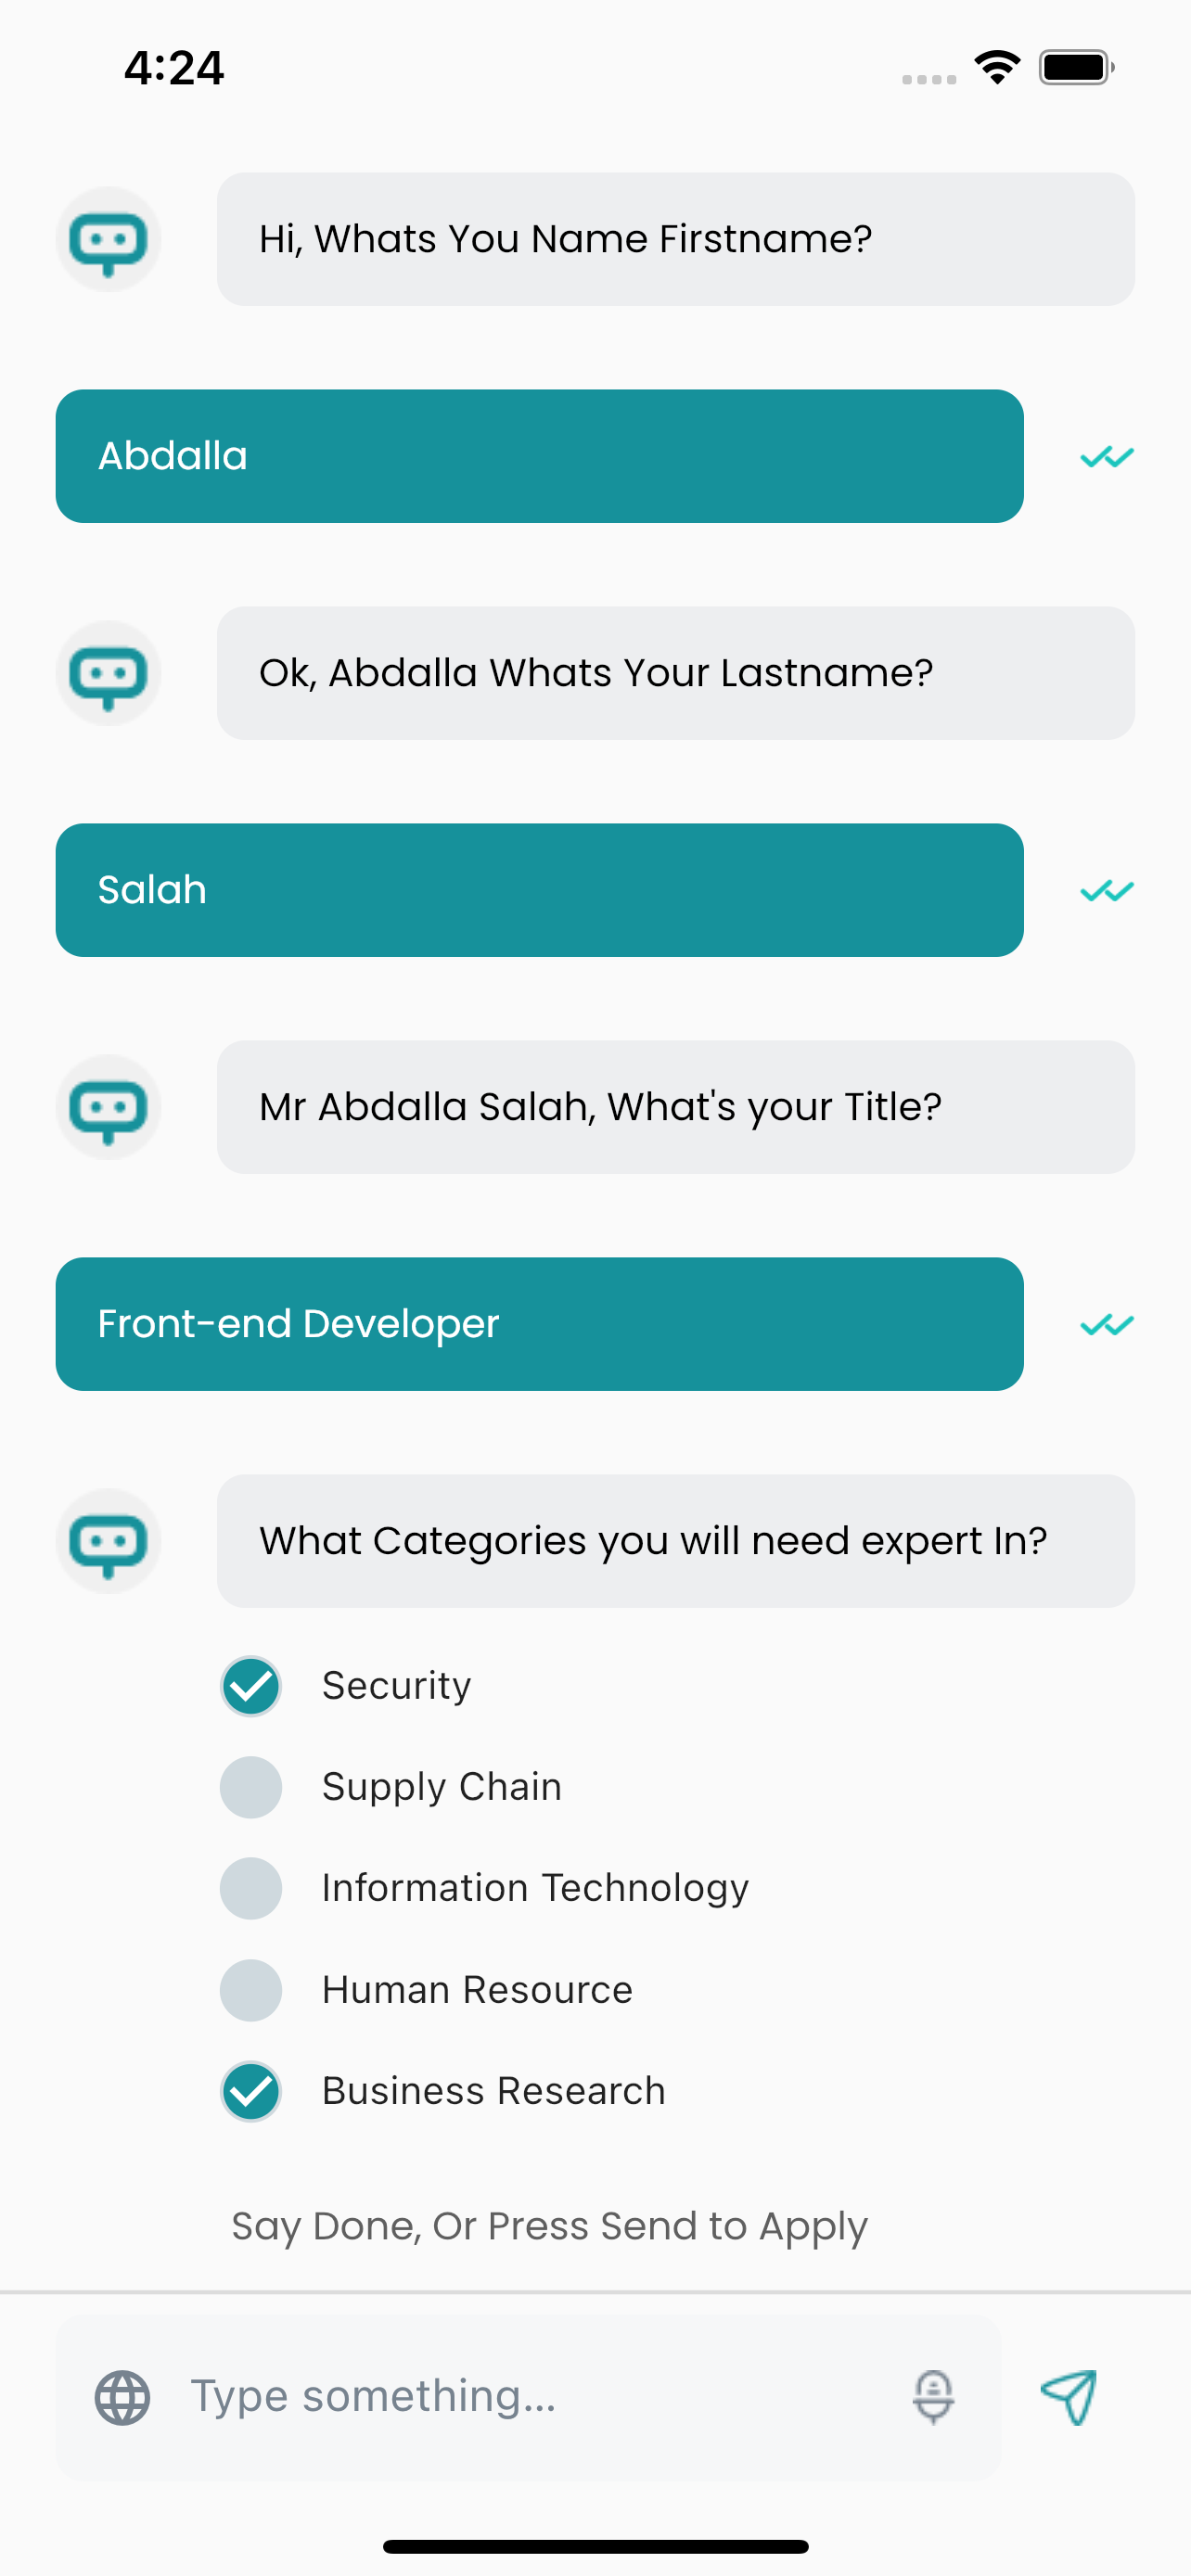 4:24
Hi, Whats You Name Firstname?
Abdalla
Ok, Abdalla Whats Your Lastname?
Salah
Mr Abdalla Salah, What's your Title?
Front-end Developer
What Categories you will need expert In?
Security
Supply Chain
Information Technology
Human Resource
Business Research
Say Done, Or Press Send to Apply
Type something...